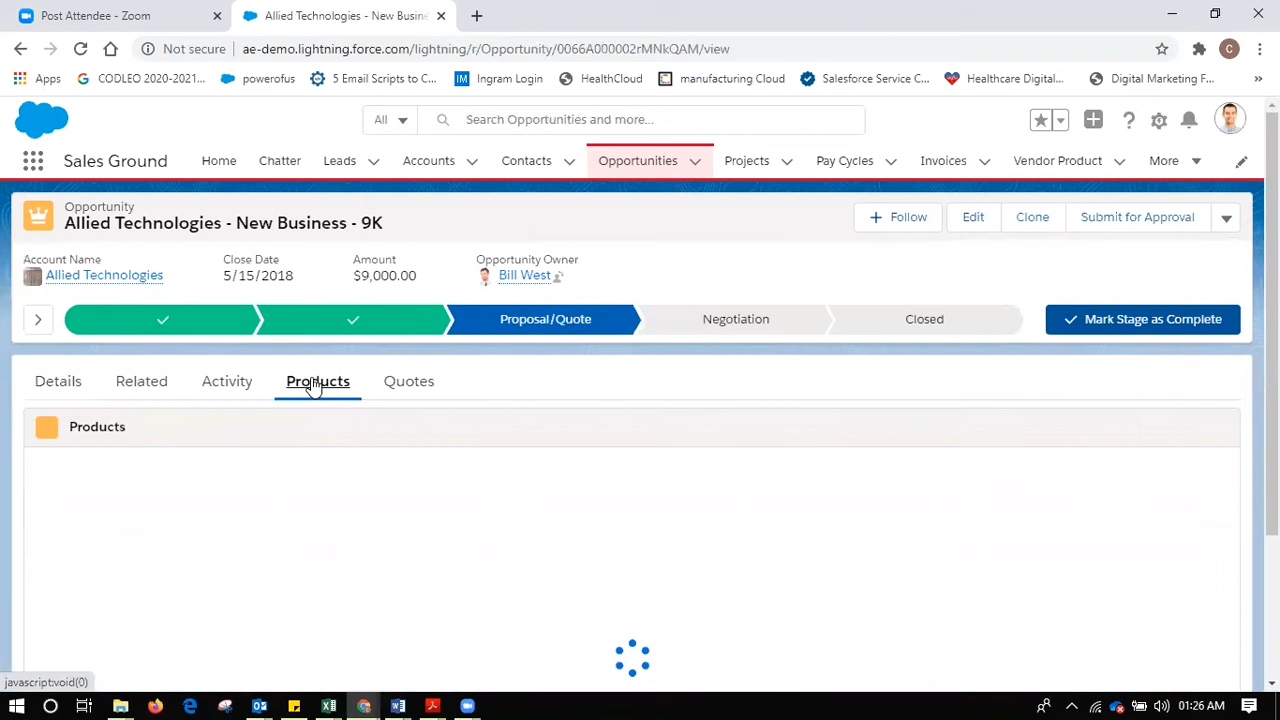 Post Attendee - Zoom
Allied Technologies - New Busine
Not secure
ae-demo.lightning.force.com/lightning/r/Opportunity/0066A000002rMNkQAM/view
Apps
CODLEO 2020-2021...
powerofus
5 Email Scripts to C...
IM Ingram Login
HealthCloud
manufacturing Cloud
Salesforce Service C...
Healthcare Digital...
Digital Marketing F...
»
All
Search Opportunities and more...
Sales Ground
Home
Chatter
Leads
Accounts
Contacts
Opportunities
Projects
Pay Cycles
Invoices
Vendor Product
More
Opportunity
Allied Technologies - New Business - 9K
+ Follow
Edit
Clone
Submit for Approval
Account Name
Close Date
Amount
Opportunity Owner
Allied Technologies
5/15/2018
$9,000.00
Bill West
Proposal/Quote
Negotiation
Closed
Mark Stage as Complete
Details
Related
Activity
Products
Quotes
Products
javascript:void(0)
01:26 AM